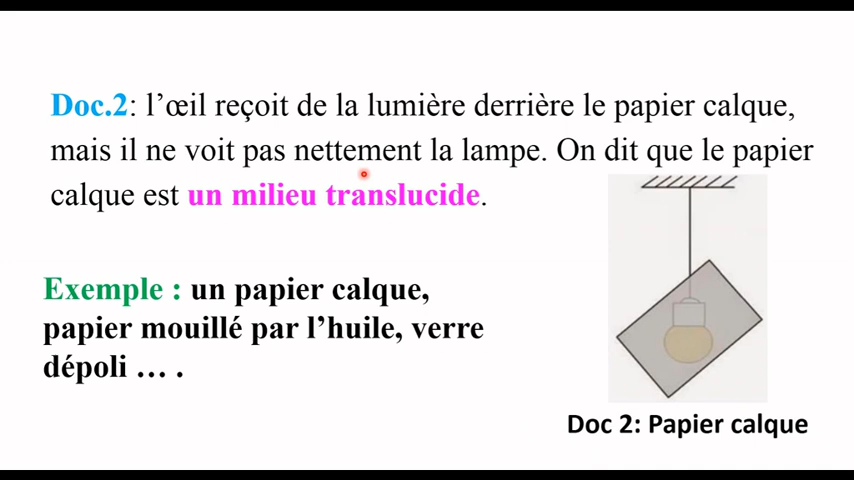 Doc.2: l’œil reçoit de la lumière derrière le papier calque,
mais il ne voit pas nettement la lampe. On dit que le papier
calque est un milieu translucide.
Exemple : un papier calque,
papier mouillé par l’huile, verre
dépoli … .
Doc 2: Papier calque